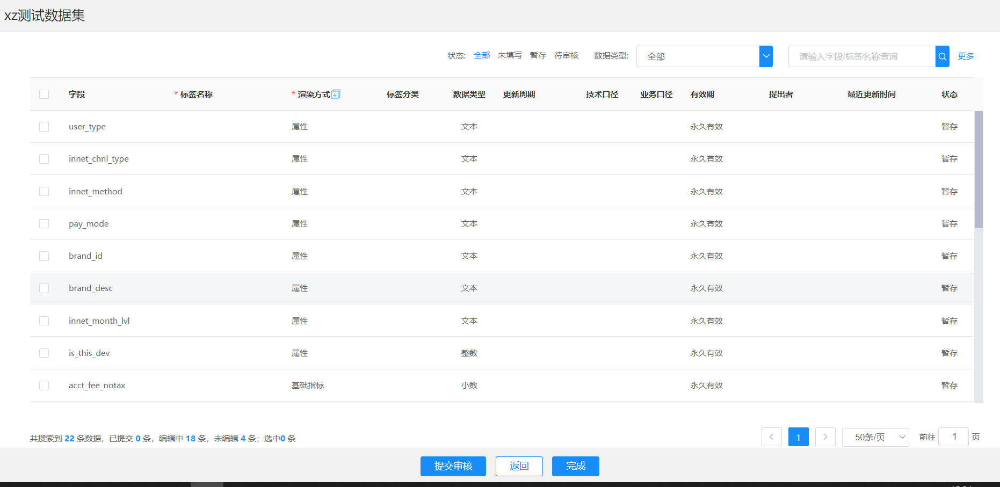 xz测试数据集
状态: 全部 未填写 暂存 待审核 数据类型: 全部 请输入字段/标签名称查询 更多
字段 * 标签名称 * 渲染方式 标签分类 数据类型 更新周期 技术口径 业务口径 有效期 提出者 最近更新时间 状态
user_type 属性 文本 永久有效 暂存
innet_chnl_type 属性 文本 永久有效 暂存
innet_method 属性 文本 永久有效 暂存
pay_mode 属性 文本 永久有效 暂存
brand_id 属性 文本 永久有效 暂存
brand_desc 属性 文本 永久有效 暂存
innet_month_lvl 属性 文本 永久有效 暂存
is_this_dev 属性 整数 永久有效 暂存
acct_fee_notax 基础指标 小数 永久有效 暂存
共搜索到 22 条数据，已提交 0 条，编辑中 18 条，未编辑 4 条；选中0 条 1 50条/页 前往 1 页
提交审核 返回 完成